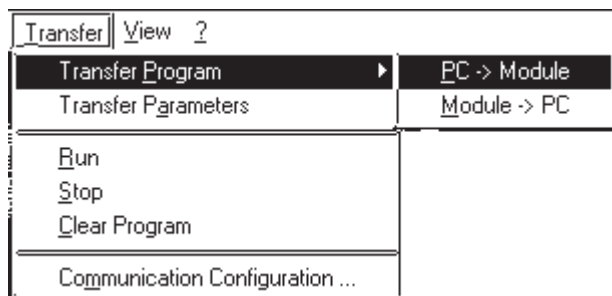 Transfer View ?
Transfer Program PC -> Module
Transfer Parameters Module -> PC
Run
Stop
Clear Program
Communication Configuration ...